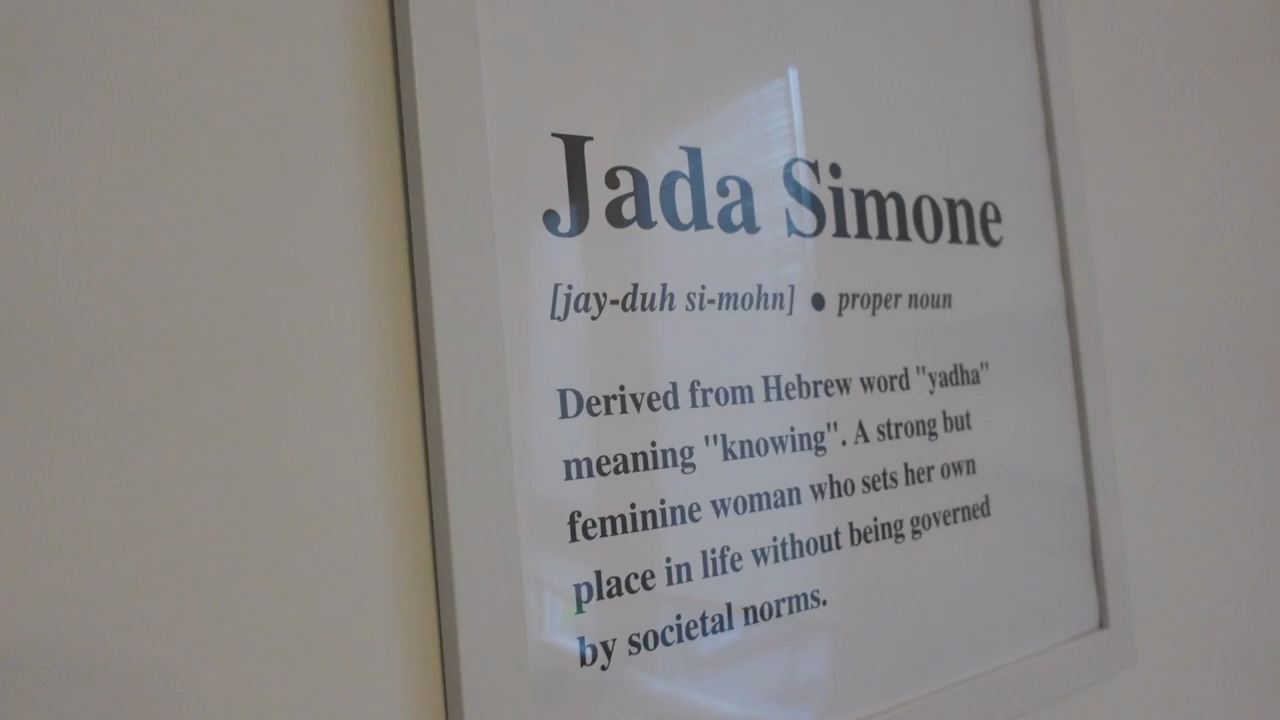 Jada Simone
[jay-duh si-mohn] ● proper noun
Derived from Hebrew word "yadha"
meaning "knowing". A strong but
feminine woman who sets her own
place in life without being governed
by societal norms.